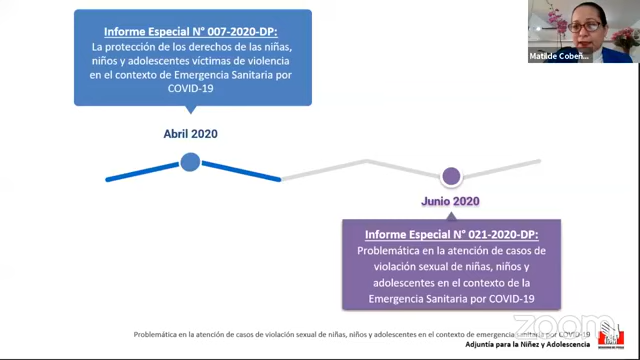 Informe Especial N° 007-2020-DP:
La protección de los derechos de las niñas,
niños y adolescentes víctimas de violencia
en el contexto de Emergencia Sanitaria por
COVID-19
Matilde Cobeñ...
Abril 2020
Junio 2020
Informe Especial N° 021-2020-DP:
Problemática en la atención de casos de
violación sexual de niñas, niños y
adolescentes en el contexto de la
Emergencia Sanitaria por COVID-19
zoom
Problemática en la atención de casos de violación sexual de niñas, niños y adolescentes en el contexto de emergencia sanitaria por COVID-19
Adjuntía para la Niñez y Adolescencia